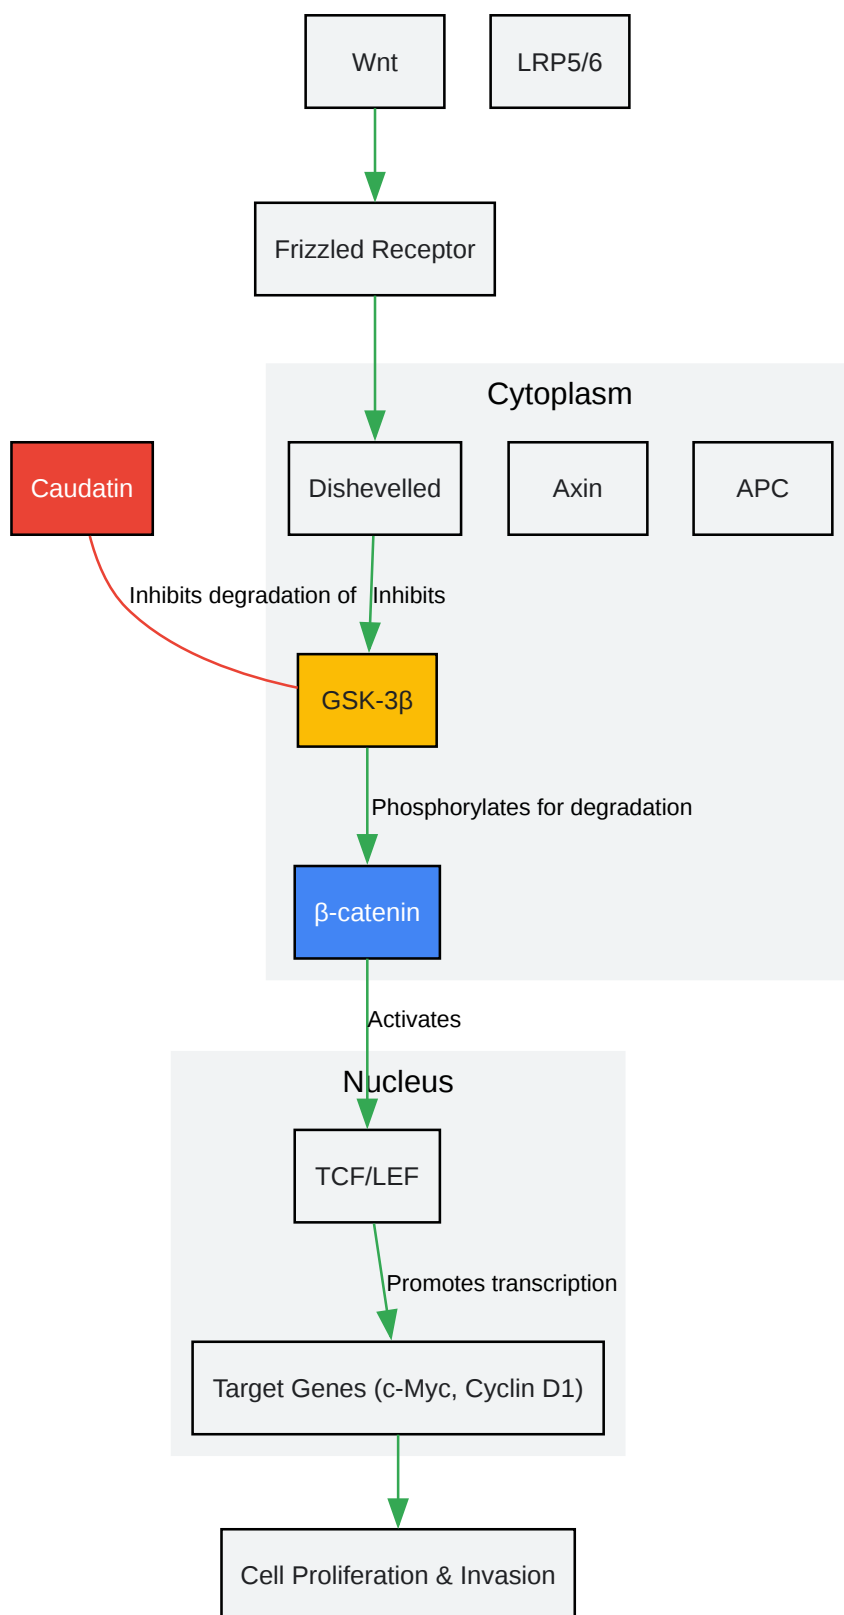 Wnt
LRP5/6
Frizzled Receptor
Cytoplasm
Caudatin
Dishevelled
Axin
APC
Inhibits degradation of
Inhibits
GSK-3β
Phosphorylates for degradation
β-catenin
Activates
Nucleus
TCF/LEF
Promotes transcription
Target Genes (c-Myc, Cyclin D1)
Cell Proliferation & Invasion